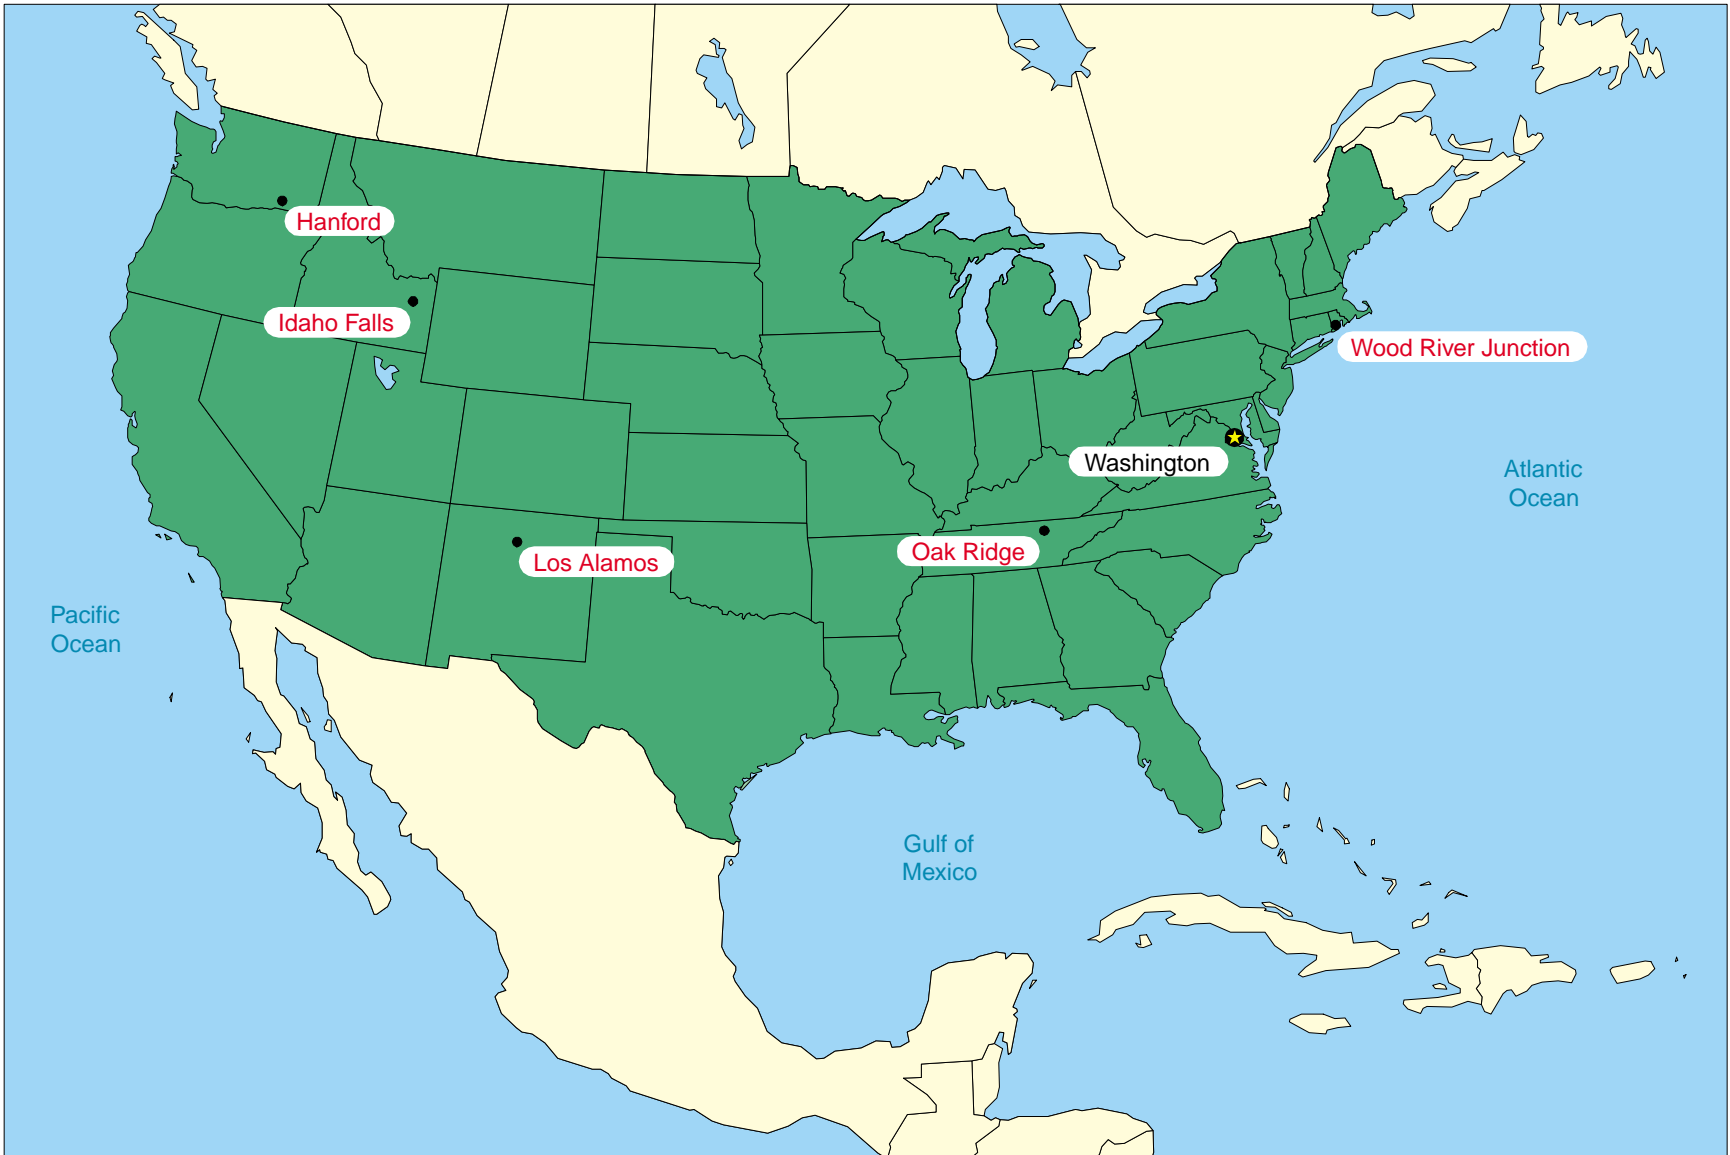 Hanford
Idaho Falls
Wood River Junction
Washington
Atlantic
Ocean
Oak Ridge
Los Alamos
Pacific
Ocean
Gulf of
Mexico